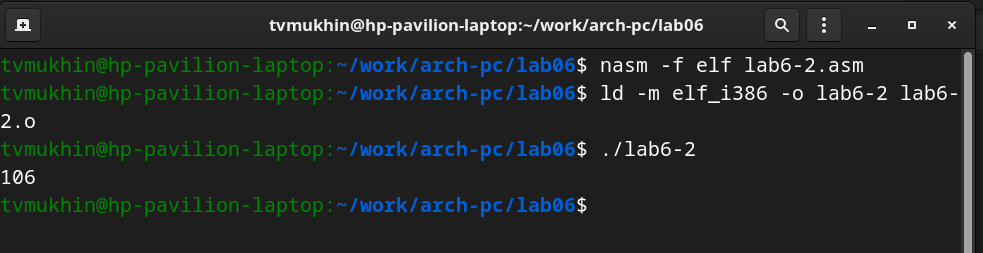 tvmukhin@hp-pavilion-laptop:~/work/arch-pc/lab06
tvmukhin@hp-pavilion-laptop:~/work/arch-pc/lab06$ nasm -f elf lab6-2.asm
tvmukhin@hp-pavilion-laptop:~/work/arch-pc/lab06$ ld -m elf_i386 -o lab6-2 lab6-
2.o
tvmukhin@hp-pavilion-laptop:~/work/arch-pc/lab06$ ./lab6-2
106
tvmukhin@hp-pavilion-laptop:~/work/arch-pc/lab06$